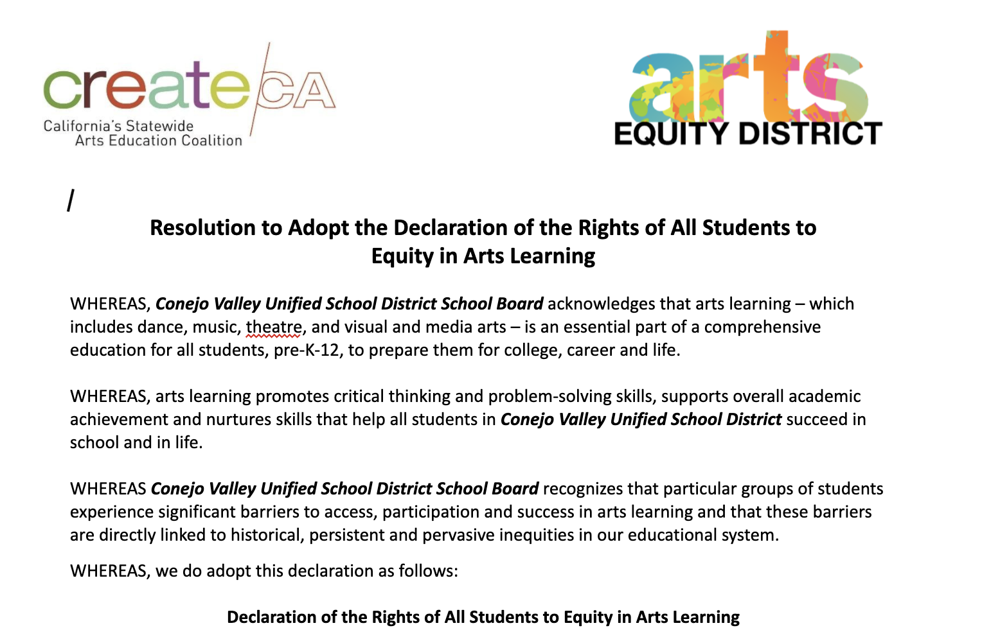 create/CA
California's Statewide
Arts Education Coalition
arts
EQUITY DISTRICT
/
Resolution to Adopt the Declaration of the Rights of All Students to
Equity in Arts Learning
WHEREAS, Conejo Valley Unified School District School Board acknowledges that arts learning – which
includes dance, music, theatre, and visual and media arts – is an essential part of a comprehensive
education for all students, pre-K-12, to prepare them for college, career and life.
WHEREAS, arts learning promotes critical thinking and problem-solving skills, supports overall academic
achievement and nurtures skills that help all students in Conejo Valley Unified School District succeed in
school and in life.
WHEREAS Conejo Valley Unified School District School Board recognizes that particular groups of students
experience significant barriers to access, participation and success in arts learning and that these barriers
are directly linked to historical, persistent and pervasive inequities in our educational system.
WHEREAS, we do adopt this declaration as follows:
Declaration of the Rights of All Students to Equity in Arts Learning